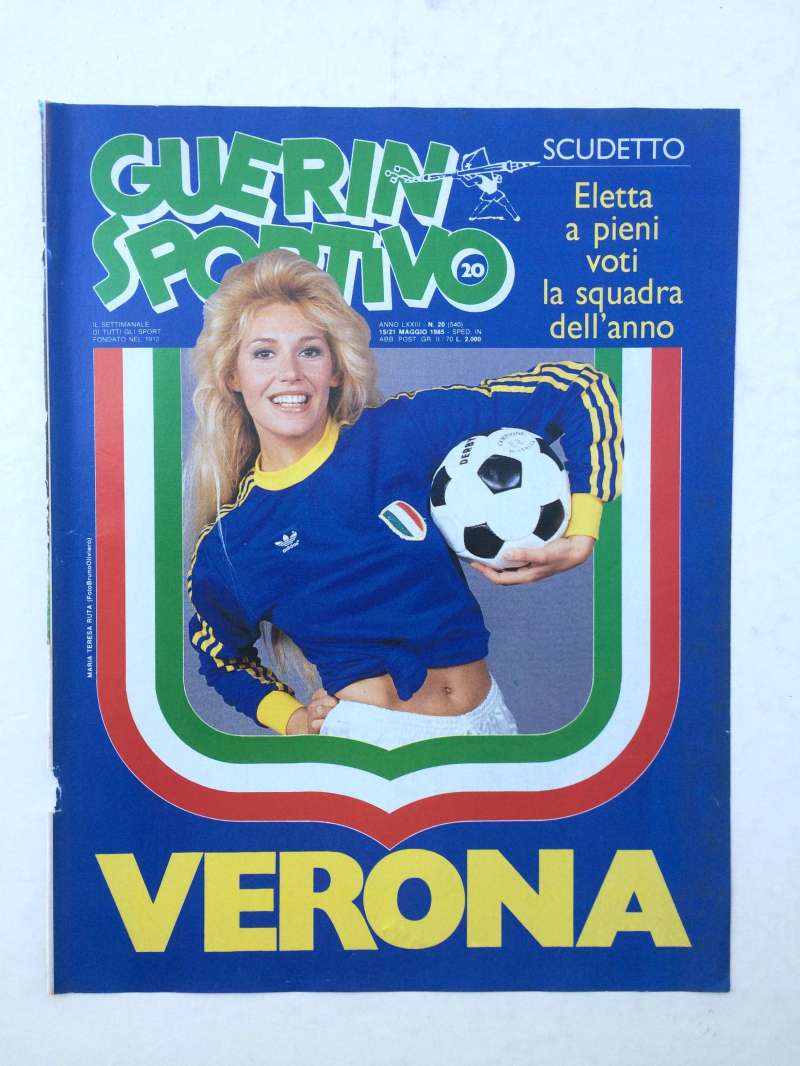 GUERIN
SPORTIVO
20
SCUDETTO
Eletta
a pieni
voti
la squadra
dell'anno
IL SETTIMANALE
DI TUTTI GLI SPORT
FONDATO NEL 1912
ANNO LXXIII - N. 20 (540)
15/21 MAGGIO 1985 - SPED. IN
ABB. POST. GR II / 70 L. 2.000
DERBY
adidas
MARIA TERESA RUTA (FotoBrunoOliviero)
VERONA